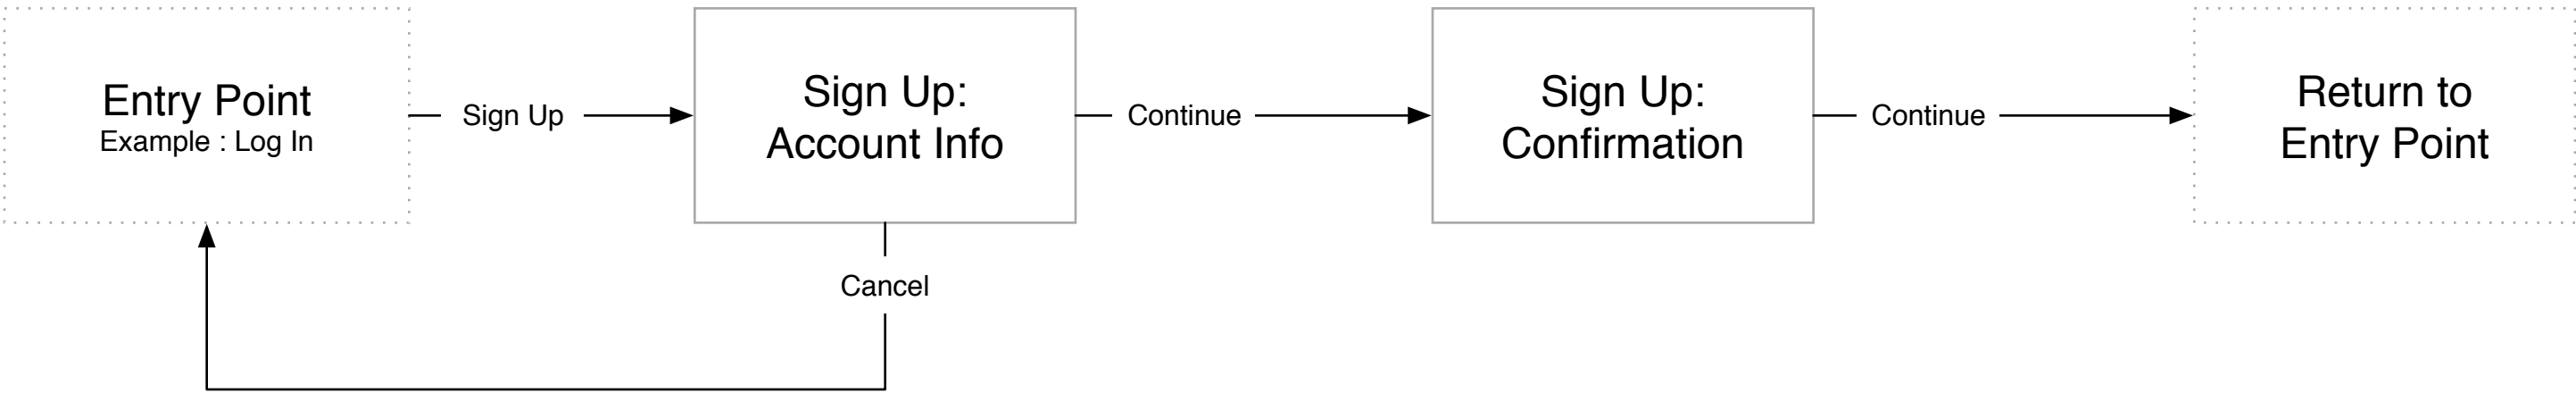 Entry Point
Example : Log In
Sign Up
Sign Up:
Account Info
Continue
Sign Up:
Confirmation
Continue
Return to
Entry Point
Cancel